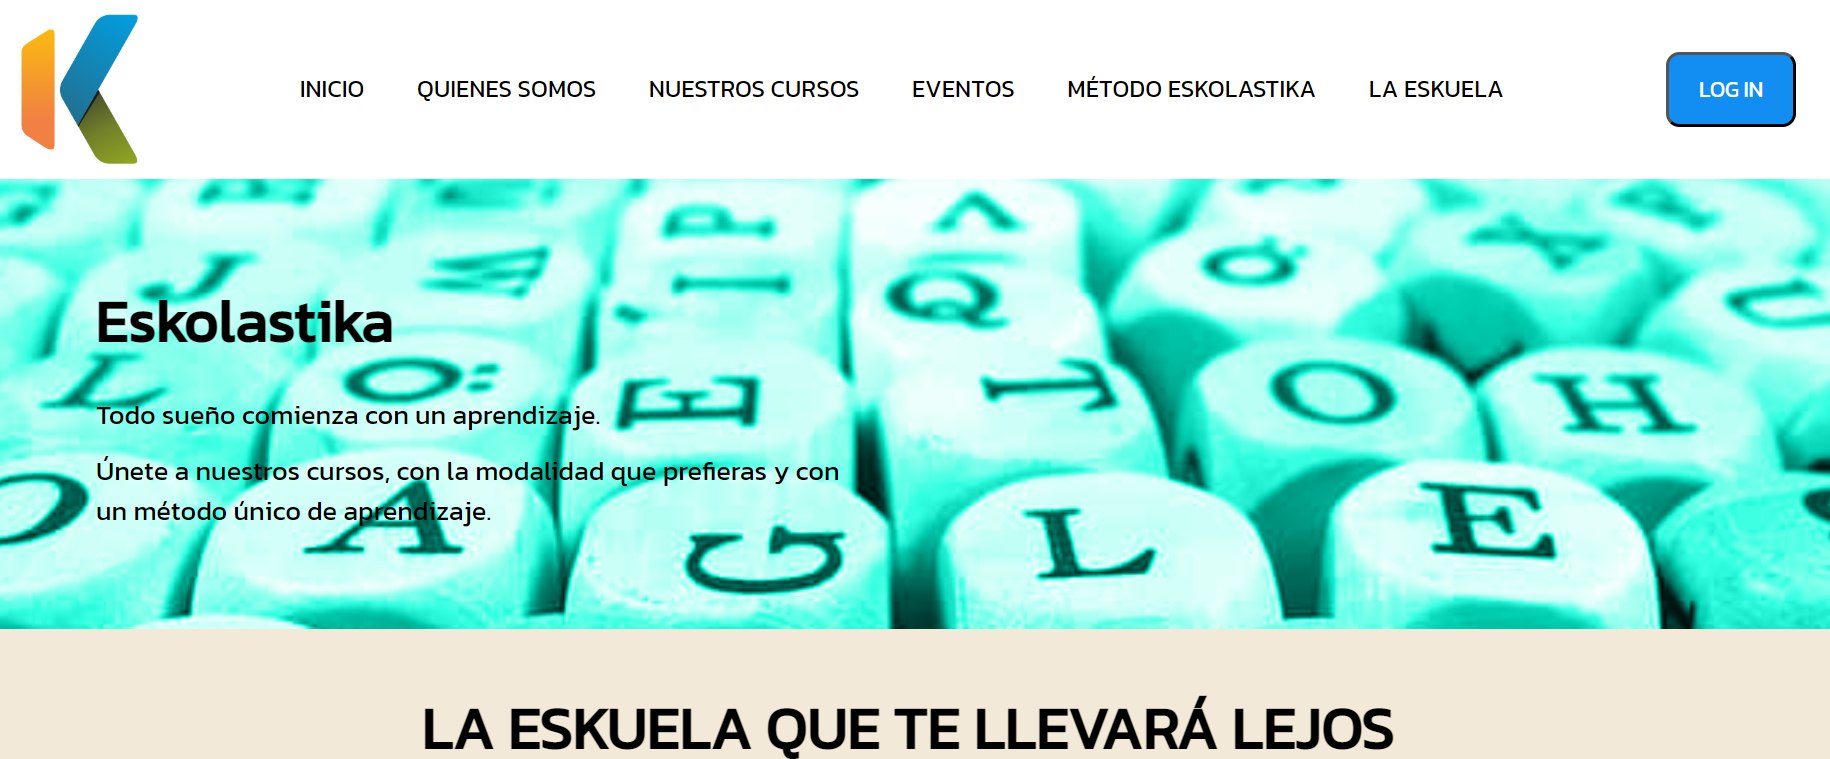 K
INICIO QUIENES SOMOS NUESTROS CURSOS EVENTOS MÉTODO ESKOLASTIKA LA ESKUELA LOG IN
Eskolastika
Todo sueño comienza con un aprendizaje.
Únete a nuestros cursos, con la modalidad que prefieras y con
un método único de aprendizaje.
J W I P Q V Q A U
L Ö E I O H
O A G L E
LA ESKUELA QUE TE LLEVARÁ LEJOS